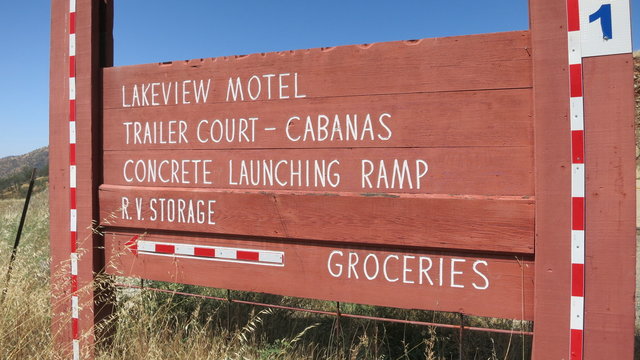 1
LAKEVIEW MOTEL
TRAILER COURT - CABANAS
CONCRETE LAUNCHING RAMP
R.V. STORAGE
GROCERIES